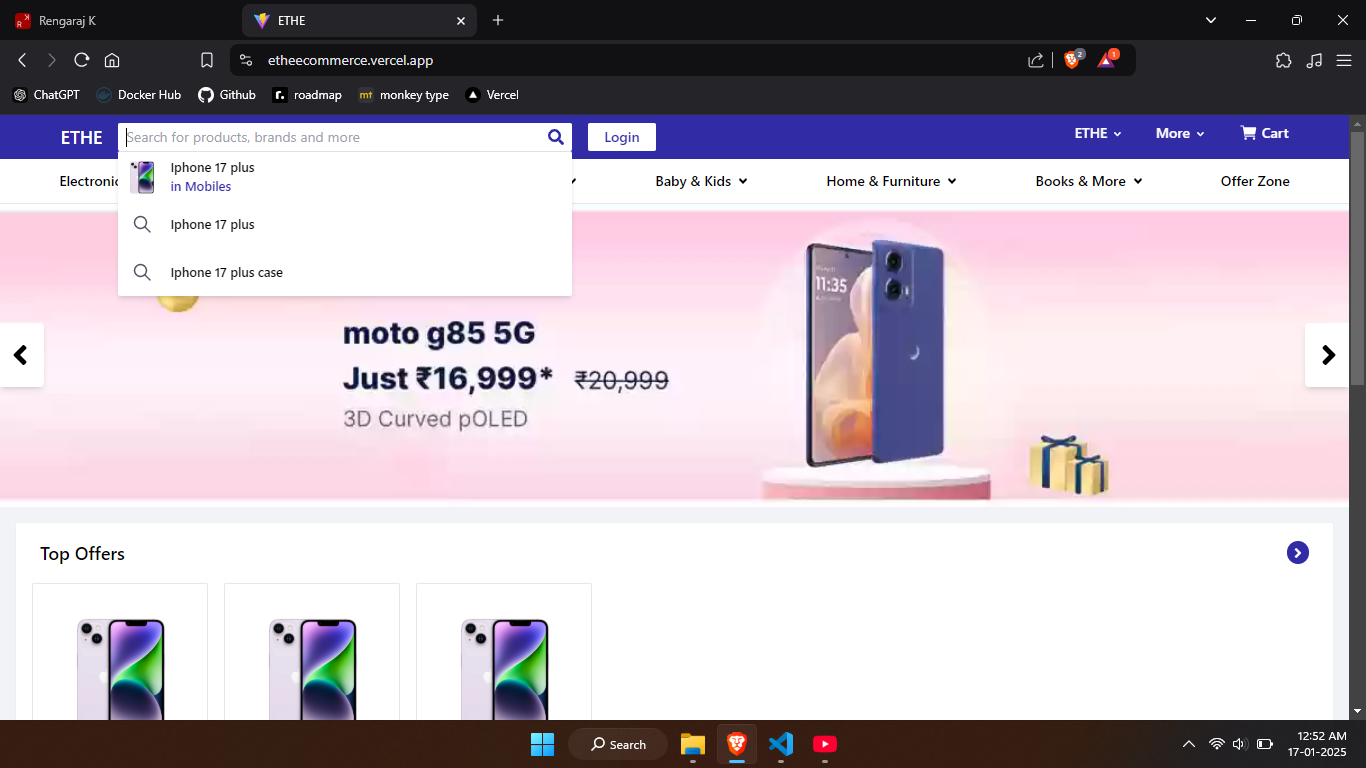 Rengaraj K
ETHE
etheecommerce.vercel.app
2
1
ChatGPT
Docker Hub
Github
r. roadmap
mt monkey type
Vercel
ETHE
Search for products, brands and more
Login
ETHE
More
Cart
Iphone 17 plus
in Mobiles
Iphone 17 plus
Iphone 17 plus case
Electronic
Baby & Kids
Home & Furniture
Books & More
Offer Zone
11:35
moto g85 5G
Just ₹16,999* ₹20,999
3D Curved pOLED
Top Offers
Search
12:52 AM
17-01-2025